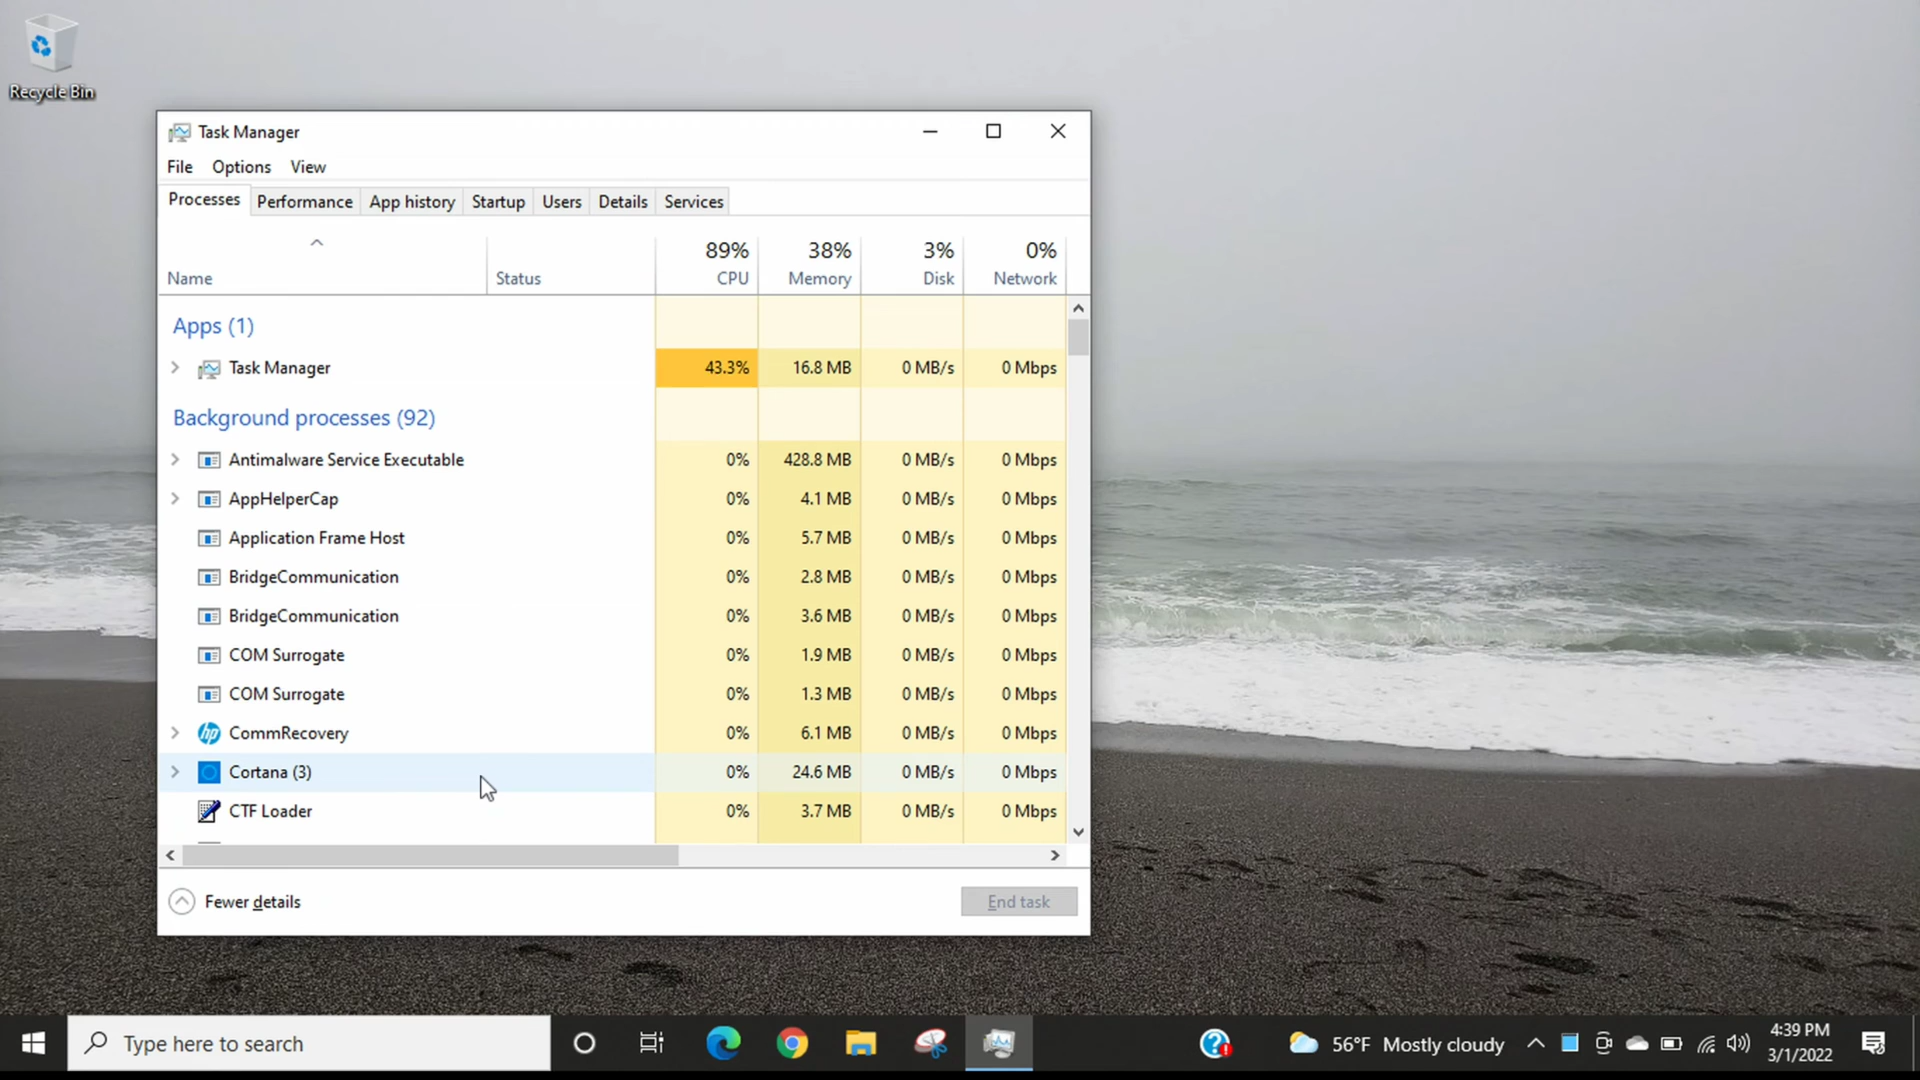 Recycle Bin
Task Manager
File Options View
Processes Performance App history Startup Users Details Services
89% 38% 3% 0%
Name Status CPU Memory Disk Network
Apps (1)
Task Manager 43.3% 16.8 MB 0 MB/s 0 Mbps
Background processes (92)
Antimalware Service Executable 0% 428.8 MB 0 MB/s 0 Mbps
AppHelperCap 0% 4.1 MB 0 MB/s 0 Mbps
Application Frame Host 0% 5.7 MB 0 MB/s 0 Mbps
BridgeCommunication 0% 2.8 MB 0 MB/s 0 Mbps
BridgeCommunication 0% 3.6 MB 0 MB/s 0 Mbps
COM Surrogate 0% 1.9 MB 0 MB/s 0 Mbps
COM Surrogate 0% 1.3 MB 0 MB/s 0 Mbps
hp CommRecovery 0% 6.1 MB 0 MB/s 0 Mbps
Cortana (3) 0% 24.6 MB 0 MB/s 0 Mbps
CTF Loader 0% 3.7 MB 0 MB/s 0 Mbps
Fewer details End task
Type here to search 56°F Mostly cloudy 4:39 PM
3/1/2022